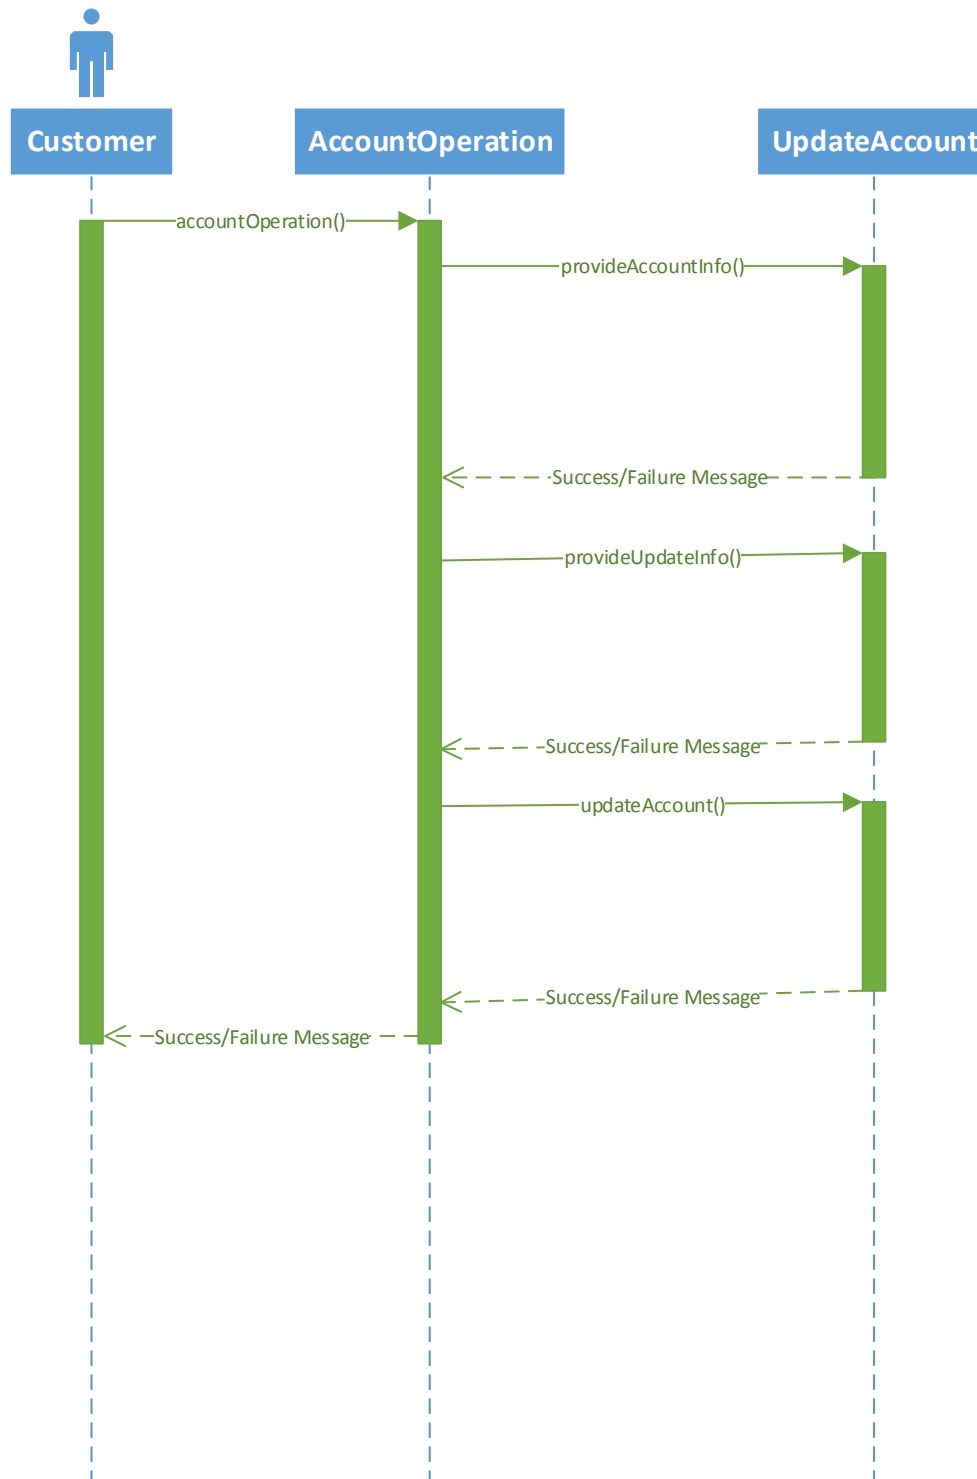 Customer
AccountOperation
UpdateAccount
accountOperation()
provideAccountInfo()
Success/Failure Message
provideUpdateInfo()
Success/Failure Message
updateAccount()
Success/Failure Message
Success/Failure Message